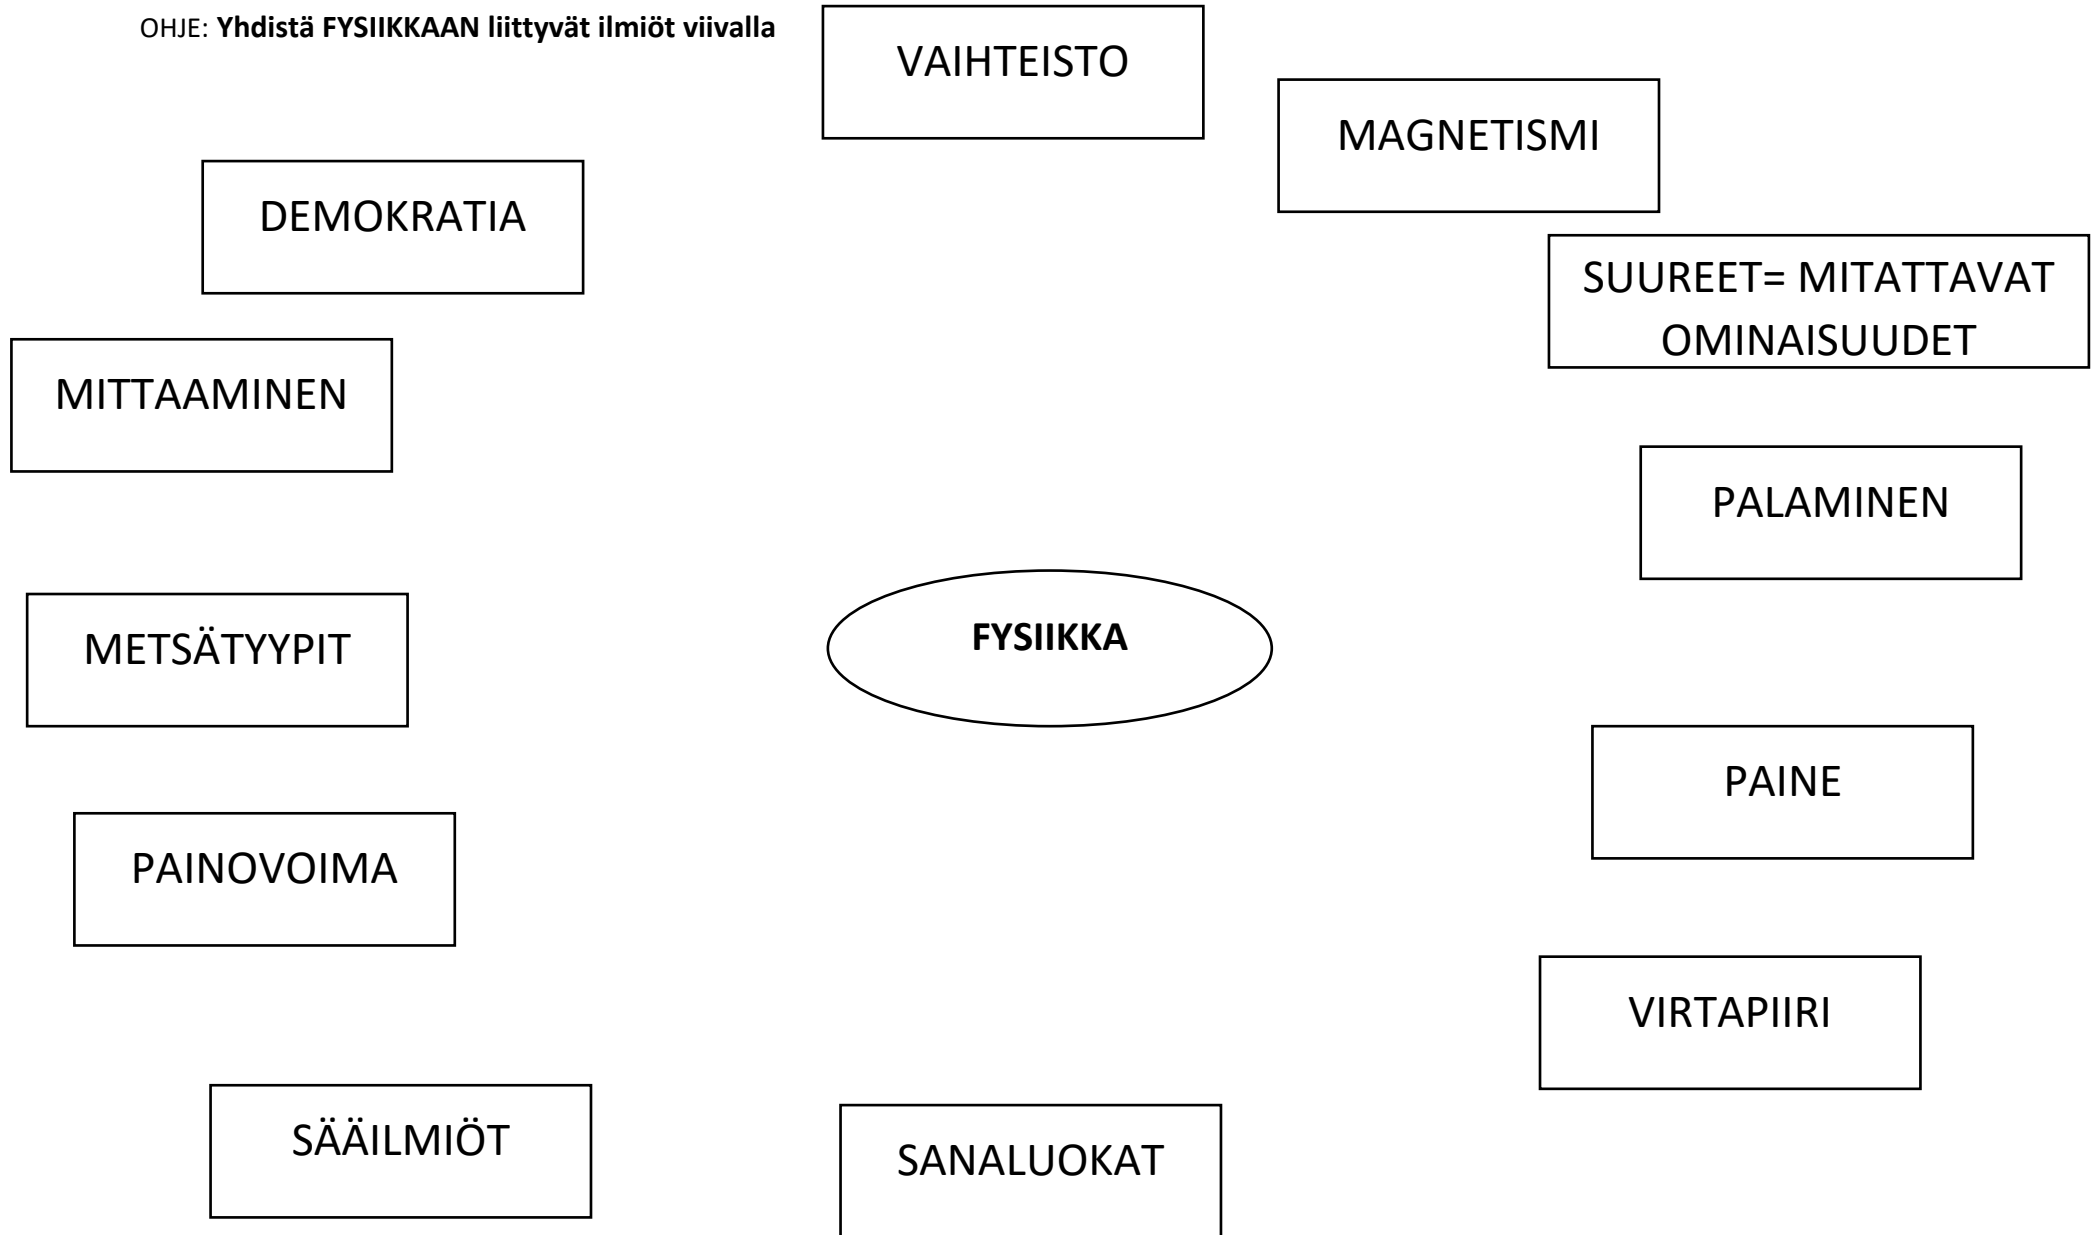 OHJE: Yhdistä FYSIIKKAAN liittyvät ilmiöt viivalla
VAIHTEISTO
MAGNETISMI
DEMOKRATIA
SUUREET= MITATTAVAT
OMINAISUUDET
MITTAAMINEN
PALAMINEN
METSÄTYYPIT
FYSIIKKA
PAINE
PAINOVOIMA
VIRTAPIIRI
SÄÄILMIÖT
SANALUOKAT